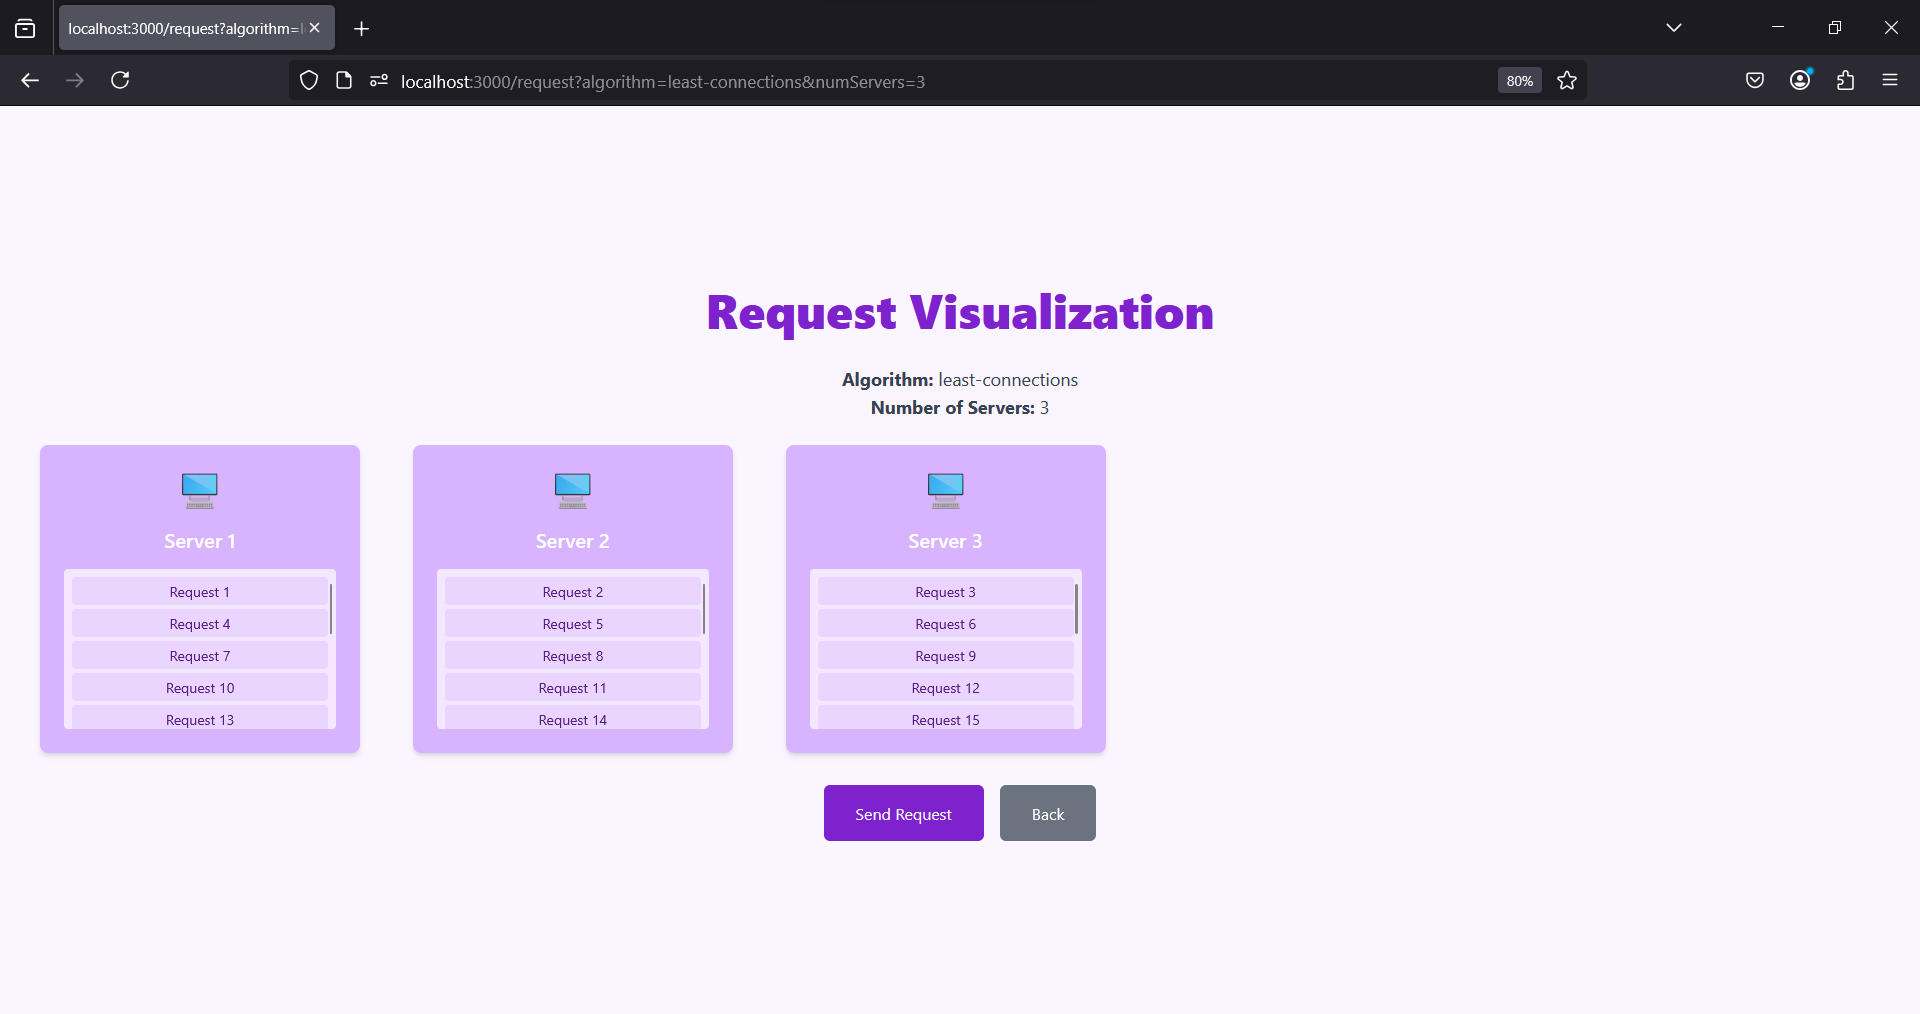 localhost:3000/request?algorithm=l
localhost:3000/request?algorithm=least-connections&numServers=3
80%
Request Visualization
Algorithm: least-connections
Number of Servers: 3
Server 1
Request 1
Request 4
Request 7
Request 10
Request 13
Server 2
Request 2
Request 5
Request 8
Request 11
Request 14
Server 3
Request 3
Request 6
Request 9
Request 12
Request 15
Send Request
Back